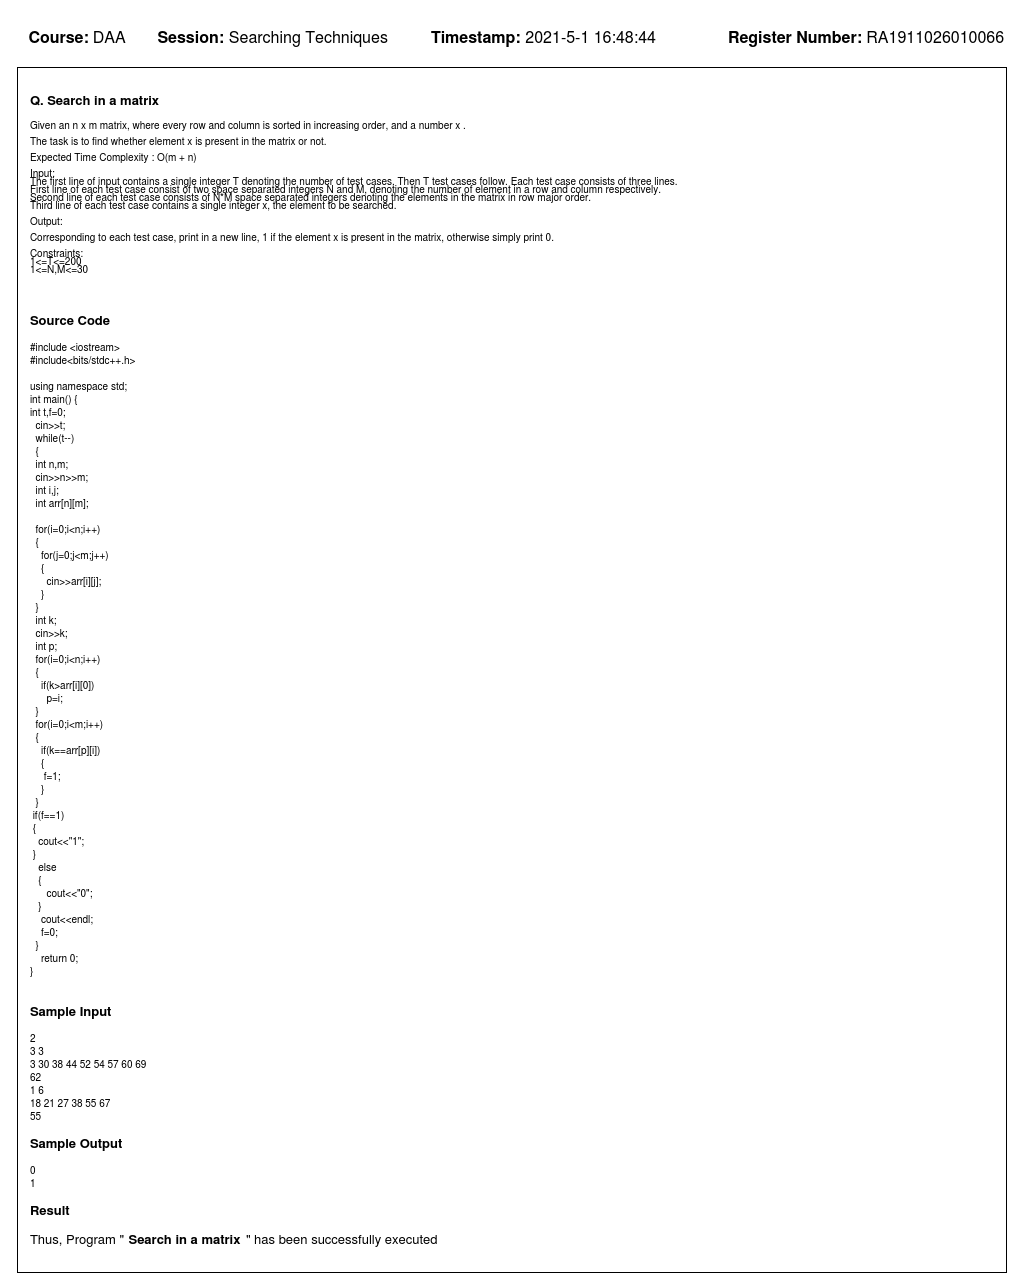 Course: DAA Session: Searching Techniques Timestamp: 2021-5-1 16:48:44 Register Number: RA1911026010066
Q. Search in a matrix
Given an n x m matrix, where every row and column is sorted in increasing order, and a number x .
The task is to find whether element x is present in the matrix or not.
Expected Time Complexity : O(m + n)
Input:
The first line of input contains a single integer T denoting the number of test cases. Then T test cases follow. Each test case consists of three lines.
First line of each test case consist of two space separated integers N and M, denoting the number of element in a row and column respectively.
Second line of each test case consists of N*M space separated integers denoting the elements in the matrix in row major order.
Third line of each test case contains a single integer x, the element to be searched.
Output:
Corresponding to each test case, print in a new line, 1 if the element x is present in the matrix, otherwise simply print 0.
Constraints:
1<=T<=200
1<=N,M<=30
Source Code
#include <iostream>
#include<bits/stdc++.h>
using namespace std;
int main() {
int t,f=0;
cin>>t;
while(t--)
{
int n,m;
cin>>n>>m;
int i,j;
int arr[n][m];
for(i=0;i<n;i++)
{
for(j=0;j<m;j++)
{
cin>>arr[i][j];
}
}
int k;
cin>>k;
int p;
for(i=0;i<n;i++)
{
if(k>arr[i][0])
p=i;
}
for(i=0;i<m;i++)
{
if(k==arr[p][i])
{
f=1;
}
}
if(f==1)
{
cout<<"1";
}
else
{
cout<<"0";
}
cout<<endl;
f=0;
}
return 0;
}
Sample Input
2
3 3
3 30 38 44 52 54 57 60 69
62
1 6
18 21 27 38 55 67
55
Sample Output
0
1
Result
Thus, Program " Search in a matrix " has been successfully executed